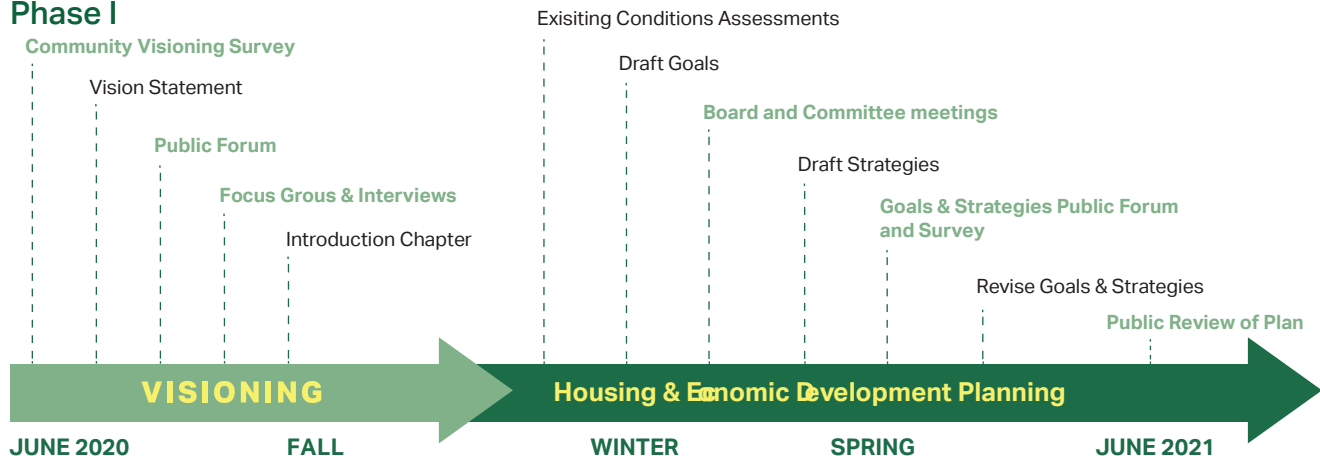 Phase I
Community Visioning Survey
Vision Statement
Public Forum
Focus Grous & Interviews
Introduction Chapter
Exisiting Conditions Assessments
Draft Goals
Board and Committee meetings
Draft Strategies
Goals & Strategies Public Forum
and Survey
Revise Goals & Strategies
Public Review of Plan
VISIONING
Housing & Economic Development Planning
JUNE 2020
FALL
WINTER
SPRING
JUNE 2021